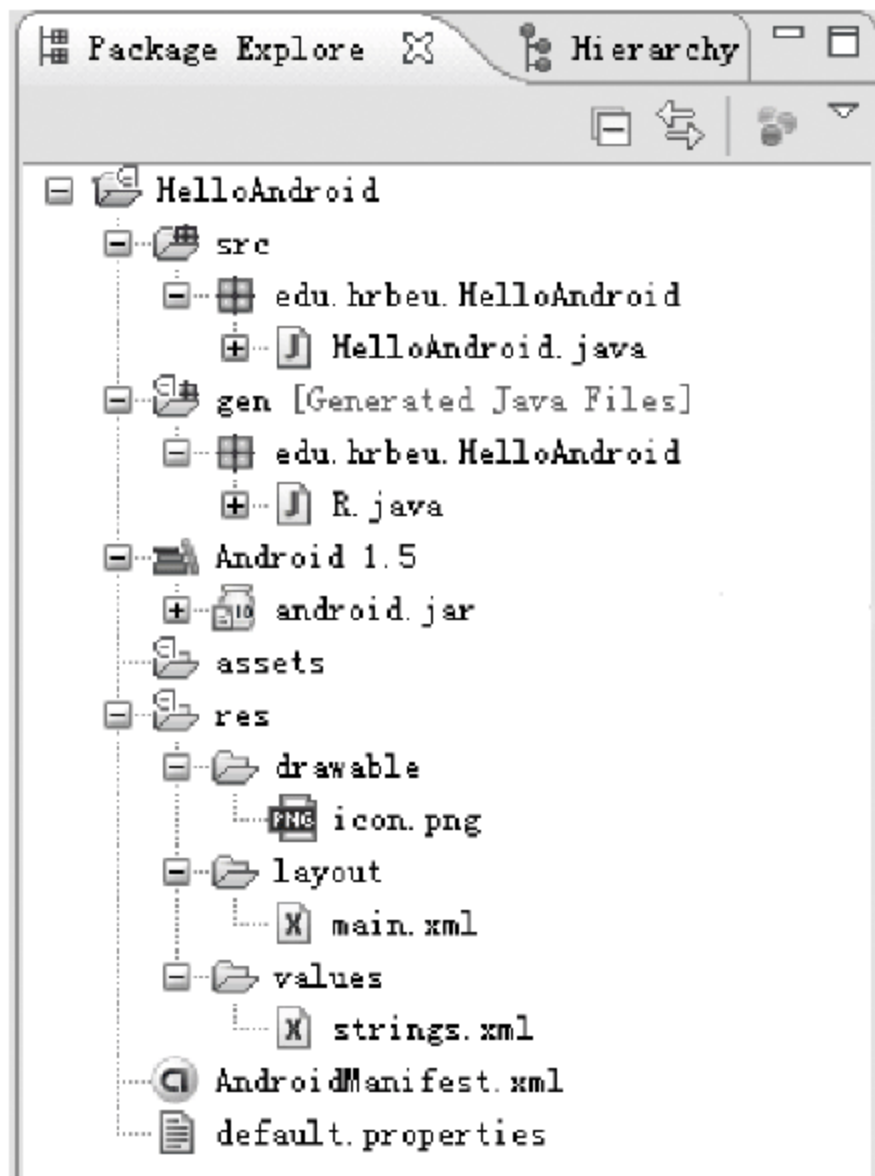 Package Explore Hierarchy
HelloAndroid
src
edu.hrbeu.HelloAndroid
HelloAndroid.java
gen [Generated Java Files]
edu.hrbeu.HelloAndroid
R.java
Android 1.5
android.jar
assets
res
drawable
PNG icon.png
layout
main.xml
values
strings.xml
AndroidManifest.xml
default.properties